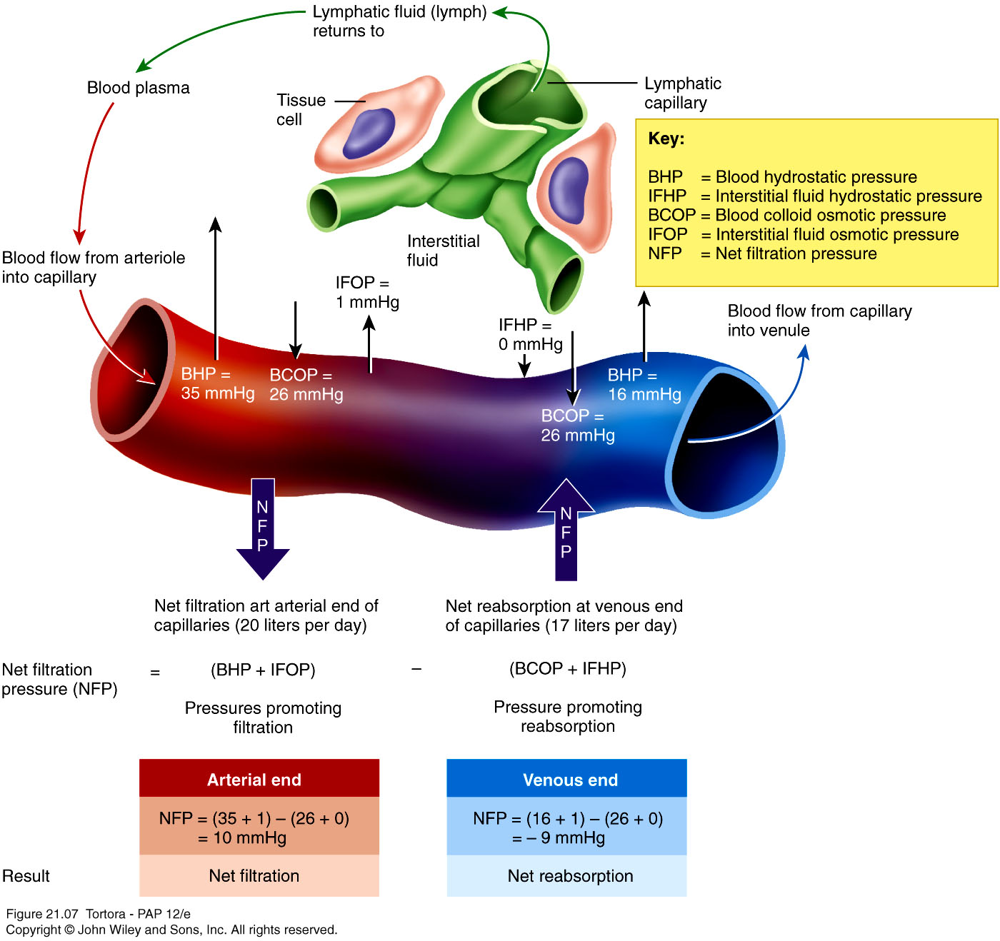 Lymphatic fluid (lymph)
returns to
Blood plasma
Tissue
cell
Lymphatic
capillary
Key:
BHP = Blood hydrostatic pressure
IFHP = Interstitial fluid hydrostatic pressure
BCOP = Blood colloid osmotic pressure
IFOP = Interstitial fluid osmotic pressure
NFP = Net filtration pressure
Interstitial
fluid
Blood flow from arteriole
into capillary
IFOP =
1 mmHg
IFHP =
0 mmHg
Blood flow from capillary
into venule
BHP =
35 mmHg
BCOP =
26 mmHg
BHP =
16 mmHg
BCOP =
26 mmHg
N
F
P
N
F
P
Net filtration art arterial end of
capillaries (20 liters per day)
Net reabsorption at venous end
of capillaries (17 liters per day)
Net filtration
pressure (NFP)
= (BHP + IFOP) – (BCOP + IFHP)
Pressures promoting
filtration
Pressure promoting
reabsorption
Arterial end
NFP = (35 + 1) – (26 + 0)
= 10 mmHg
Venous end
NFP = (16 + 1) – (26 + 0)
= – 9 mmHg
Result
Net filtration
Net reabsorption
Figure 21.07 Tortora - PAP 12/e
Copyright © John Wiley and Sons, Inc. All rights reserved.